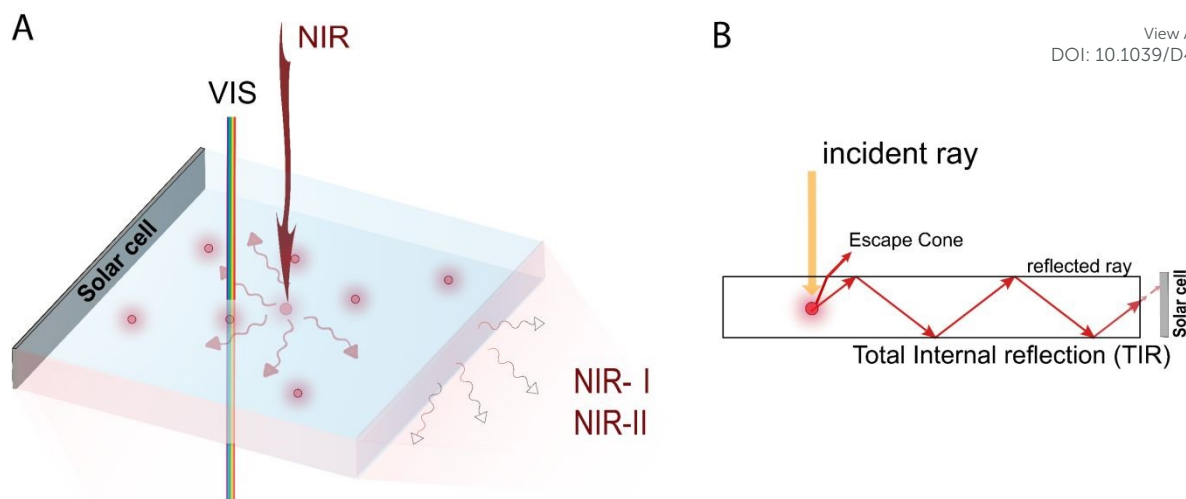 A
NIR
VIS
Solar cell
NIR- I
NIR-II
B
View A
DOI: 10.1039/D4
incident ray
Escape Cone
reflected ray
Solar cell
Total Internal reflection (TIR)